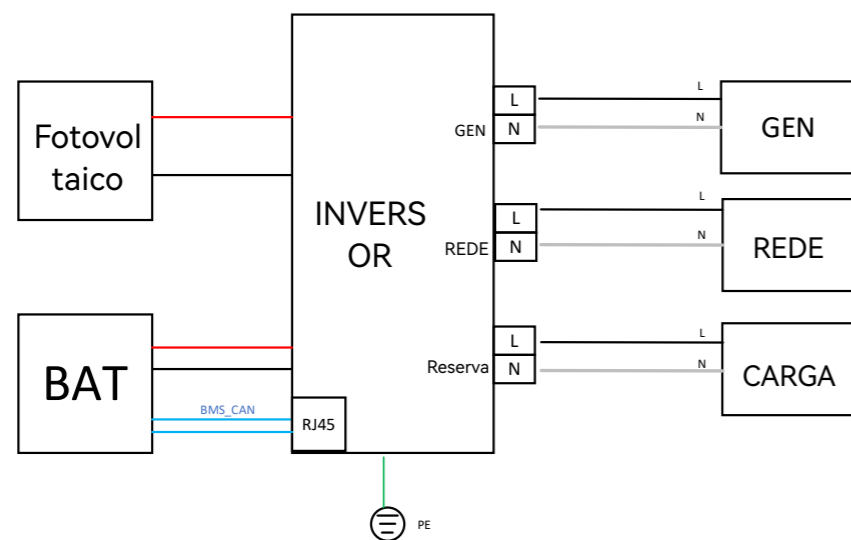 Fotovol
taico
BAT
BMS_CAN
INVERS
OR
RJ45
PE
GEN
L
N
REDE
L
N
Reserva
L
N
L
N
GEN
L
N
REDE
L
N
CARGA